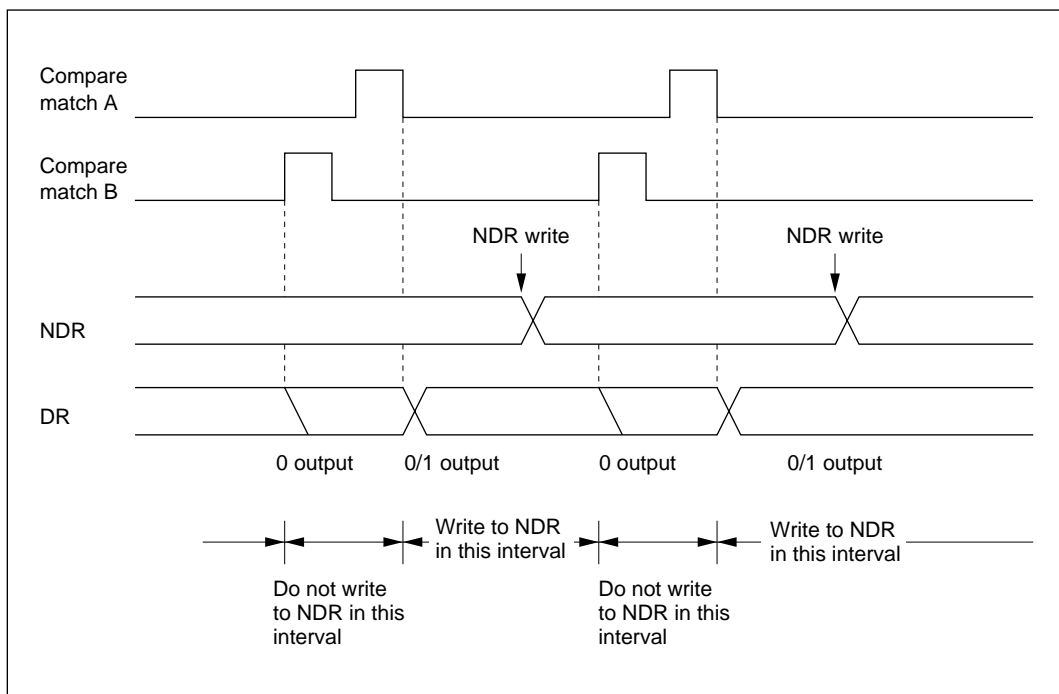 Compare
match A
Compare
match B
NDR write
NDR write
NDR
DR
0 output
0/1 output
0 output
0/1 output
Write to NDR
in this interval
Write to NDR
in this interval
Do not write
to NDR in this
interval
Do not write
to NDR in this
interval